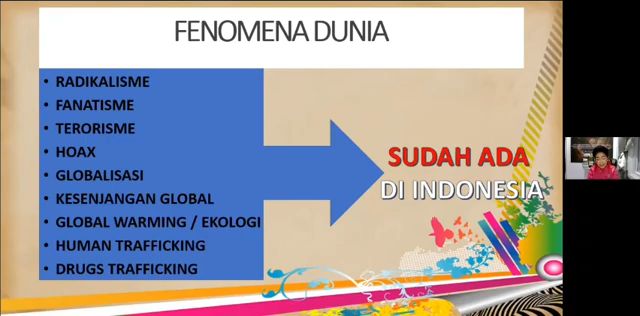 FENOMENA DUNIA
• RADIKALISME
• FANATISME
• TERORISME
• HOAX
• GLOBALISASI
• KESENJANGAN GLOBAL
• GLOBAL WARMING / EKOLOGI
• HUMAN TRAFFICKING
• DRUGS TRAFFICKING
SUDAH ADA
DI INDONESIA